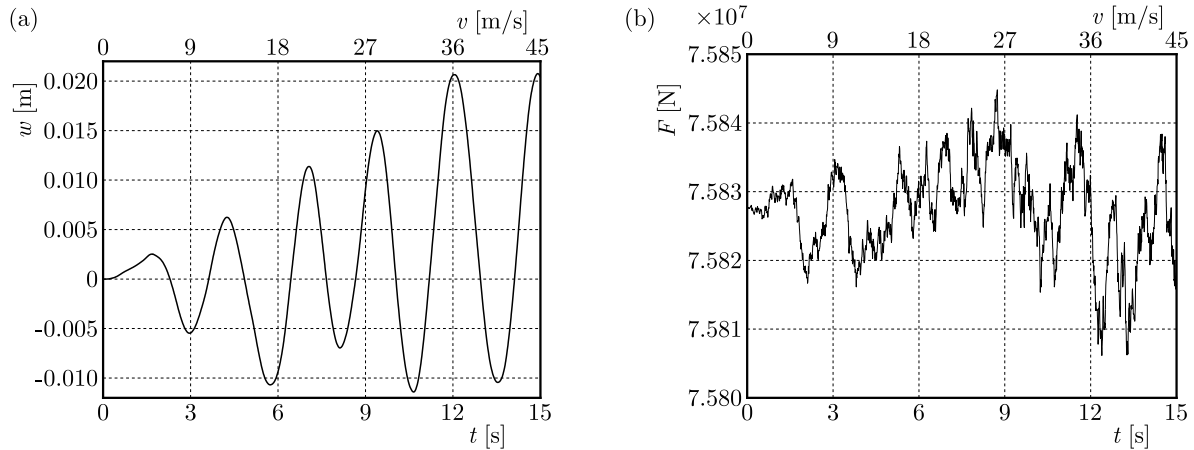 (a)
v [m/s]
0 9 18 27 36 45
w [m]
0.020
0.015
0.010
0.005
0
-0.005
-0.010
0 3 6 9 12 15
t [s]
(b)
×10⁷
v [m/s]
0 9 18 27 36 45
F [N]
7.585
7.584
7.583
7.582
7.581
7.580
0 3 6 9 12 15
t [s]